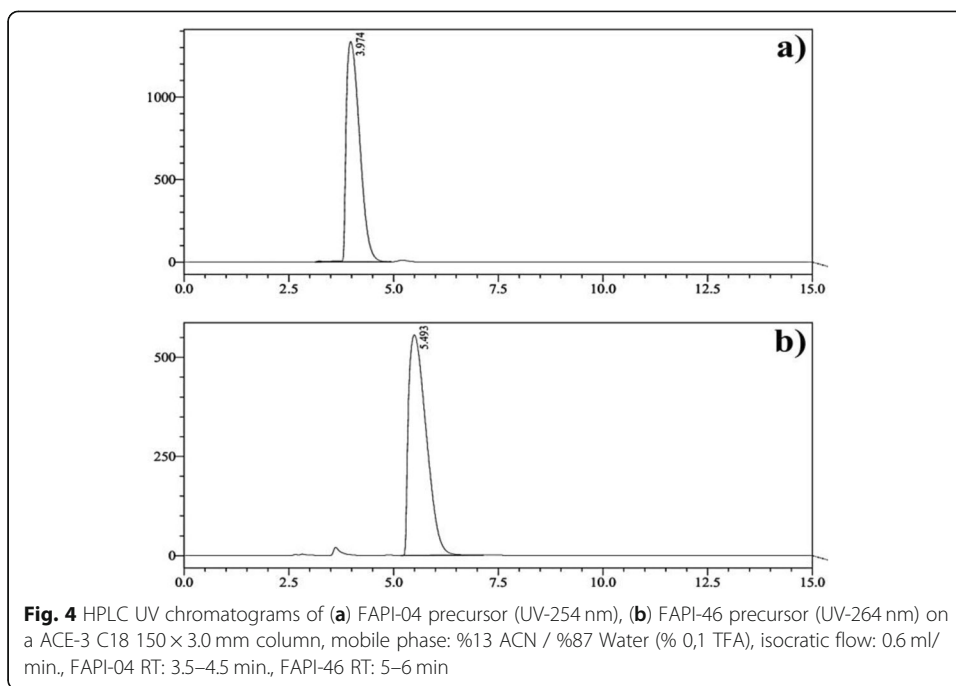 a)
3.974
1000
500
0
0.0 2.5 5.0 7.5 10.0 12.5 15.0
b)
5.493
500
250
0
0.0 2.5 5.0 7.5 10.0 12.5 15.0
Fig. 4 HPLC UV chromatograms of (a) FAPI-04 precursor (UV-254 nm), (b) FAPI-46 precursor (UV-264 nm) on
a ACE-3 C18 150 × 3.0 mm column, mobile phase: %13 ACN / %87 Water (% 0,1 TFA), isocratic flow: 0.6 ml/
min., FAPI-04 RT: 3.5–4.5 min., FAPI-46 RT: 5–6 min